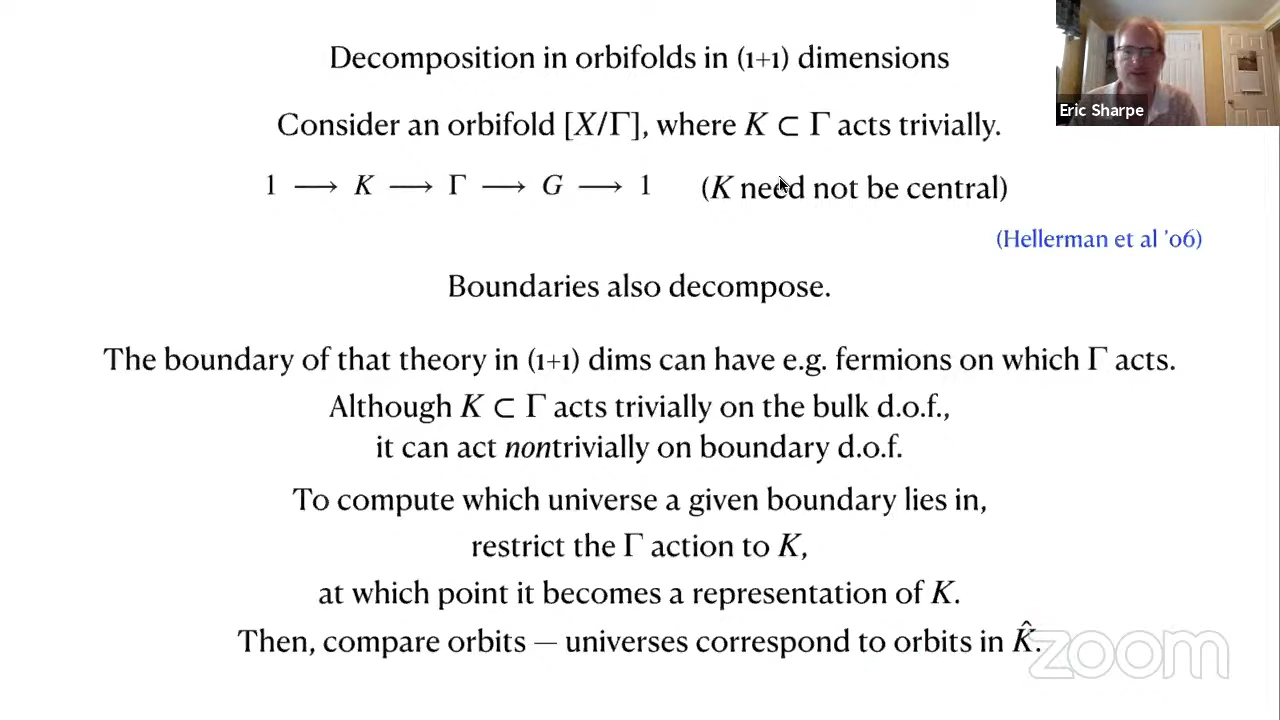 Decomposition in orbifolds in (1+1) dimensions
Eric Sharpe
Consider an orbifold [X/Γ], where K ⊂ Γ acts trivially.
1 ⟶ K ⟶ Γ ⟶ G ⟶ 1 (K need not be central)
(Hellerman et al '06)
Boundaries also decompose.
The boundary of that theory in (1+1) dims can have e.g. fermions on which Γ acts.
Although K ⊂ Γ acts trivially on the bulk d.o.f.,
it can act nontrivially on boundary d.o.f.
To compute which universe a given boundary lies in,
restrict the Γ action to K,
at which point it becomes a representation of K.
Then, compare orbits — universes correspond to orbits in K̂.
zoom